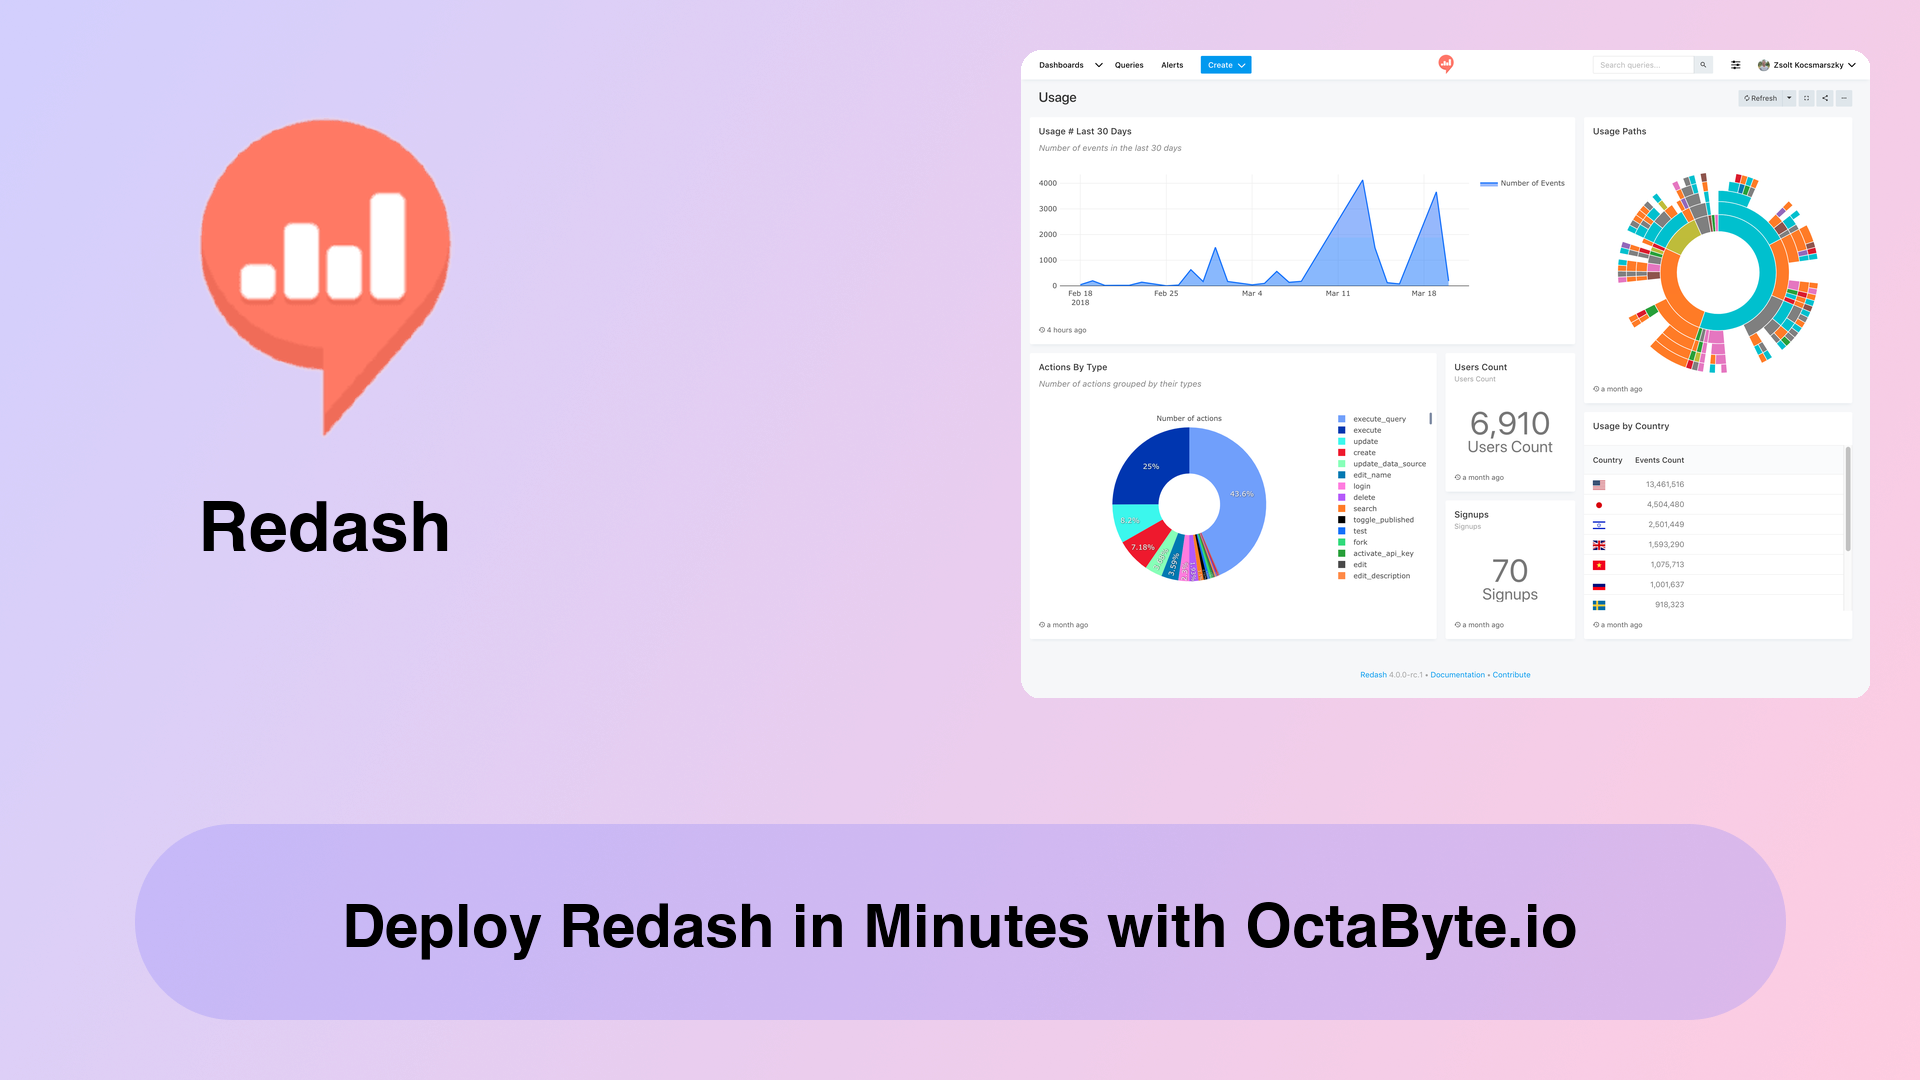 Redash
Dashboards Queries Alerts Create
Search queries...
Zsolt Kocsmarszky
Usage
Refresh
Usage # Last 30 Days
Number of events in the last 30 days
4000
3000
2000
1000
0
Feb 18 Feb 25 Mar 4 Mar 11 Mar 18
2018
Number of Events
4 hours ago
Usage Paths
a month ago
Actions By Type
Number of actions grouped by their types
Number of actions
43.6%
25%
8.2%
7.18%
3.59%
execute_query
execute
update
create
update_data_source
edit_name
login
delete
search
toggle_published
test
fork
activate_api_key
edit
edit_description
a month ago
Users Count
Users Count
6,910
Users Count
a month ago
Signups
Signups
70
Signups
a month ago
Usage by Country
Country Events Count
13,461,516
4,504,480
2,501,449
1,593,290
1,075,713
1,001,637
918,323
a month ago
Redash 4.0.0-rc.1 • Documentation • Contribute
Deploy Redash in Minutes with OctaByte.io